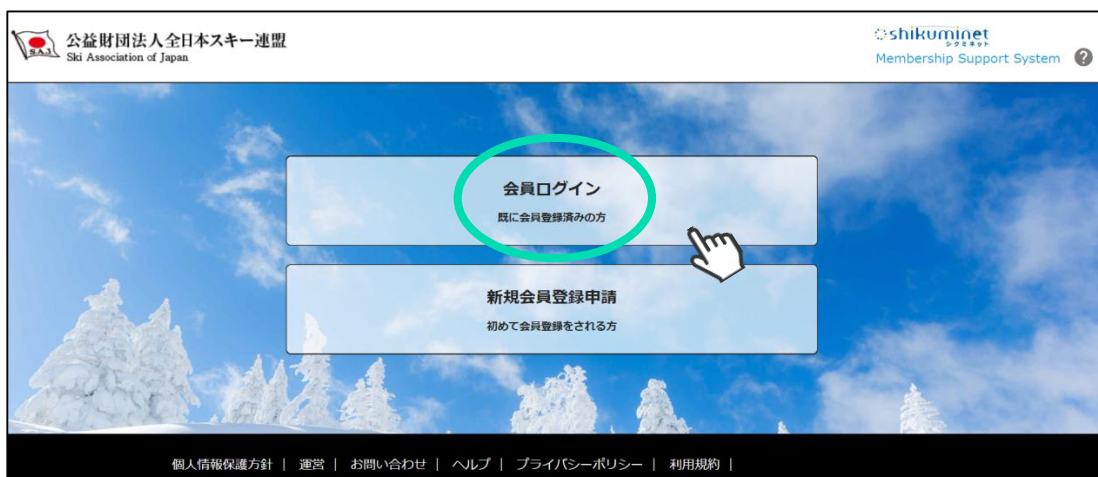 S.A.J.
公益財団法人全日本スキー連盟
Ski Association of Japan
shikuminet
シクミネット
Membership Support System ?
会員ログイン
既に会員登録済みの方
新規会員登録申請
初めて会員登録をされる方
個人情報保護方針 | 運営 | お問い合わせ | ヘルプ | プライバシーポリシー | 利用規約 |